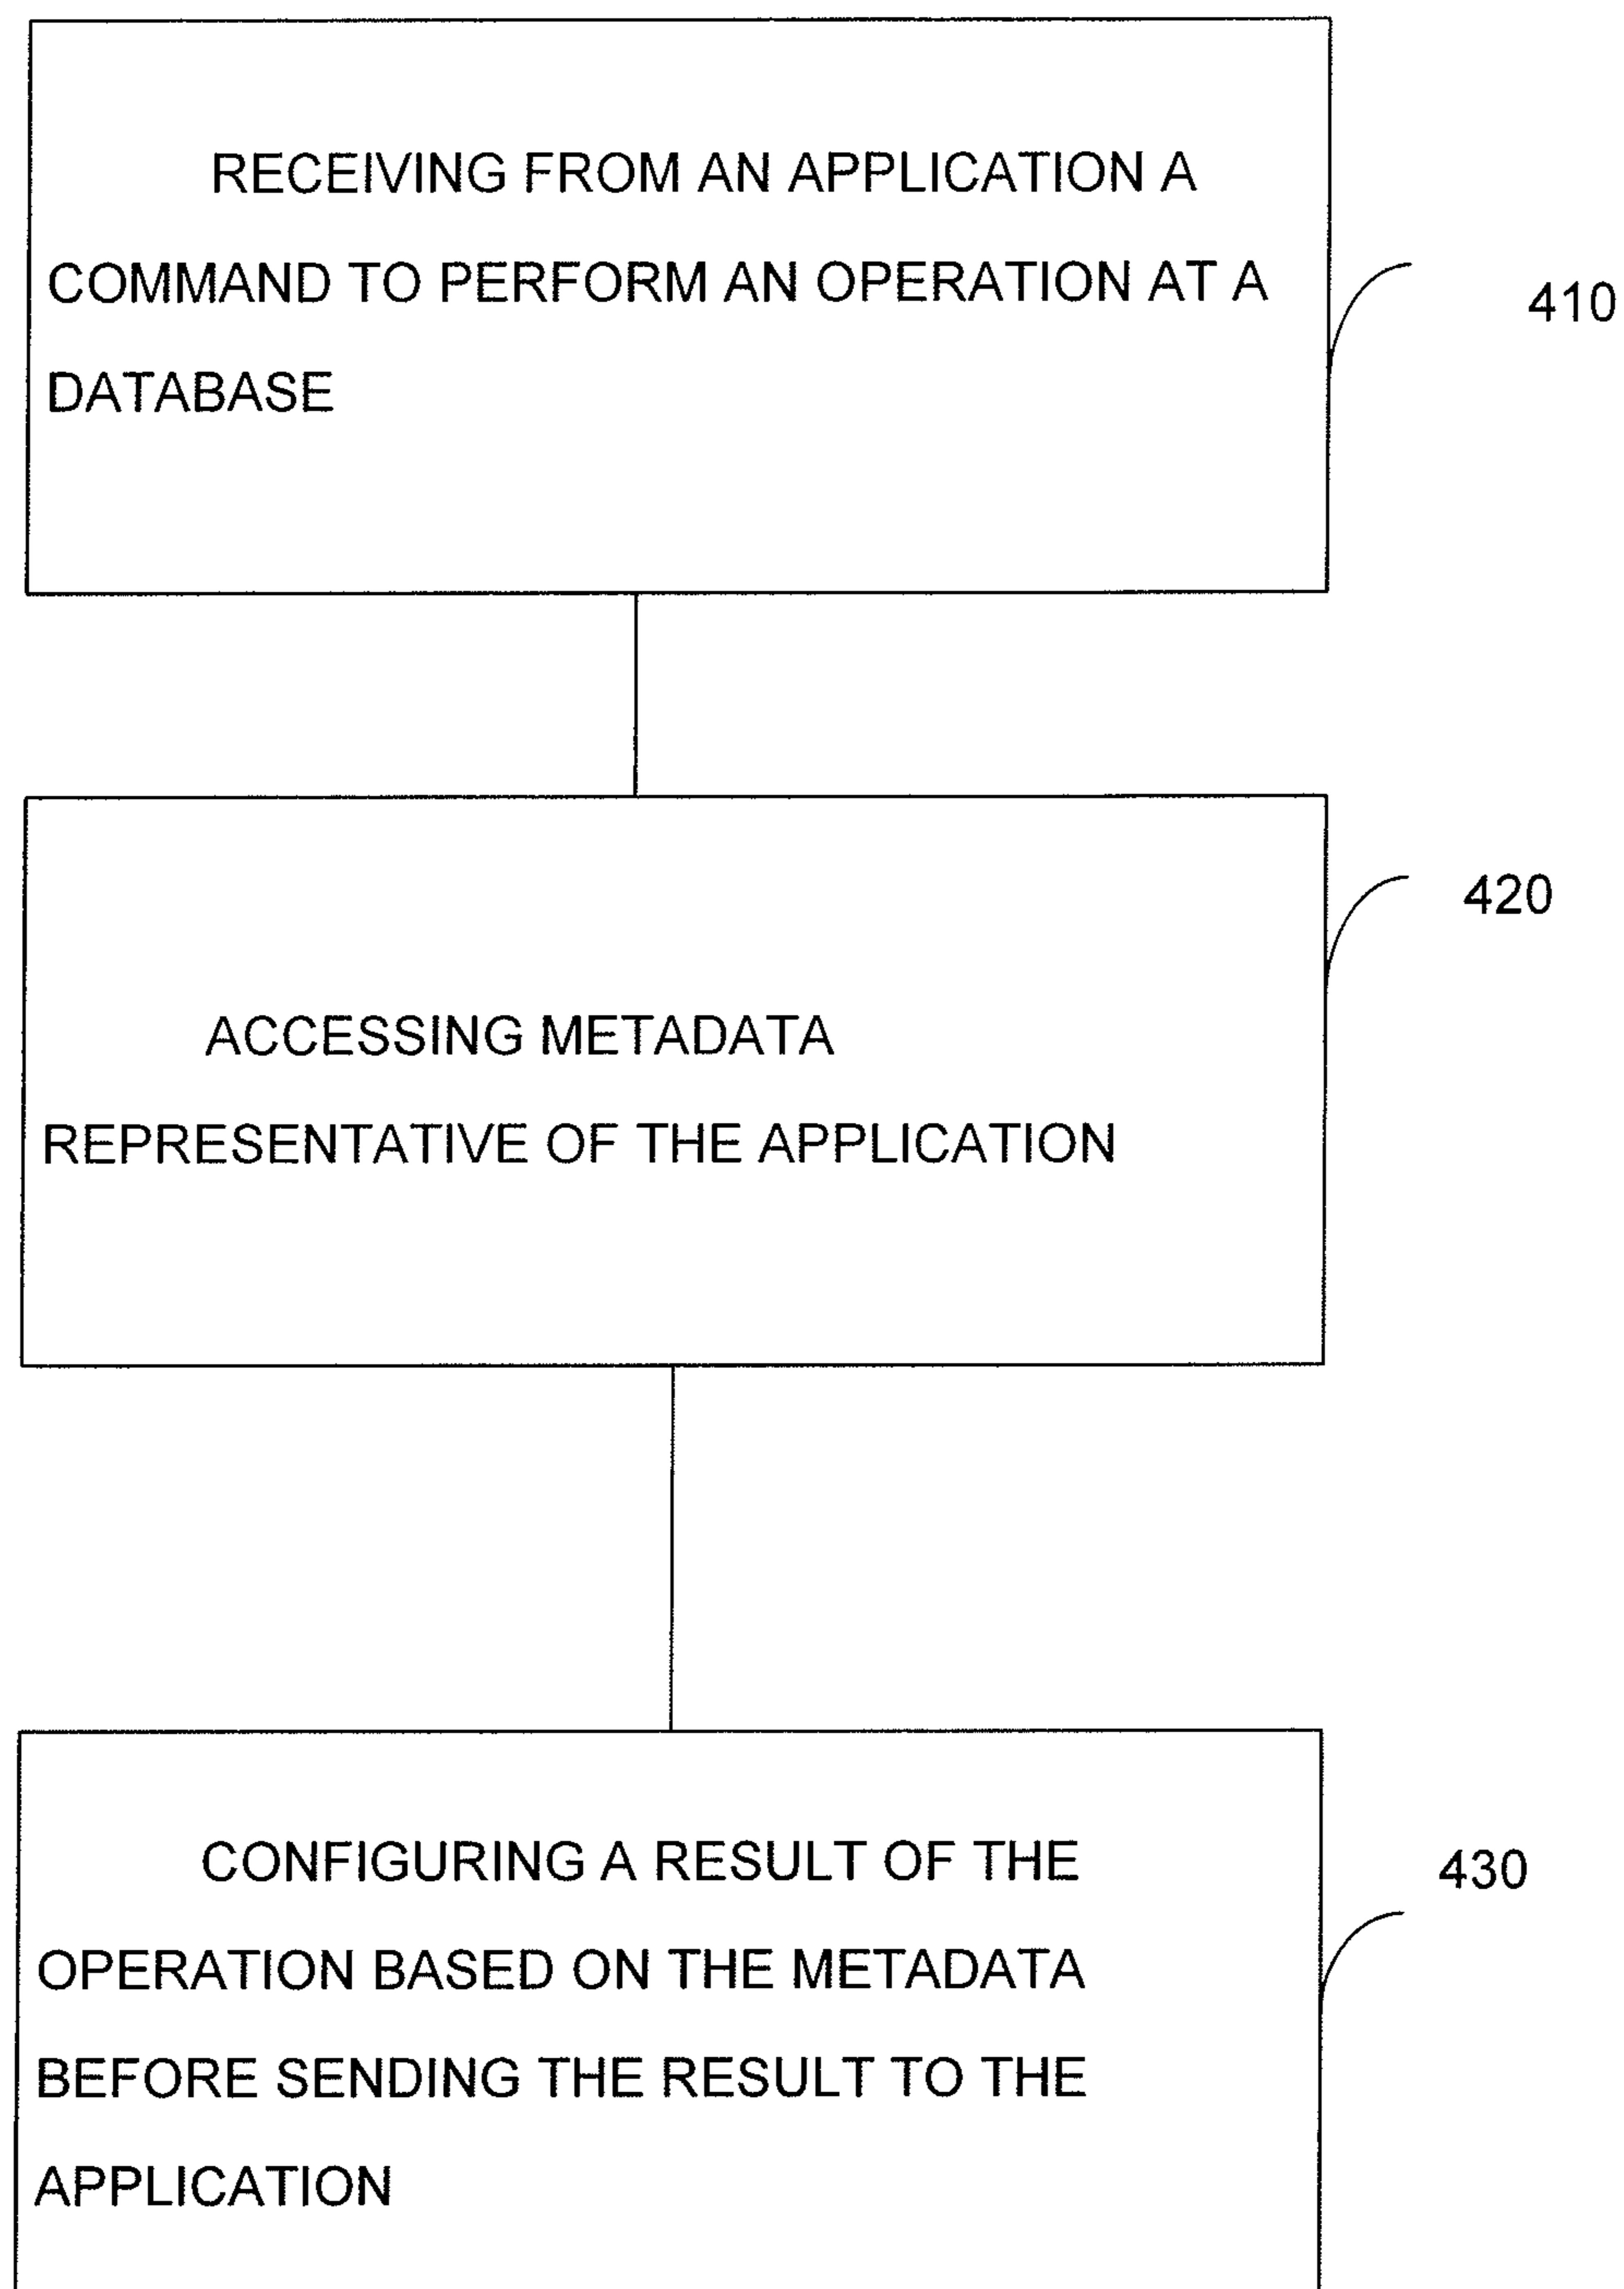 RECEIVING FROM AN APPLICATION A
COMMAND TO PERFORM AN OPERATION AT A
DATABASE
410
420
ACCESSING METADATA
REPRESENTATIVE OF THE APPLICATION
CONFIGURING A RESULT OF THE
430
OPERATION BASED ON THE METADATA
BEFORE SENDING THE RESULT TO THE
APPLICATION